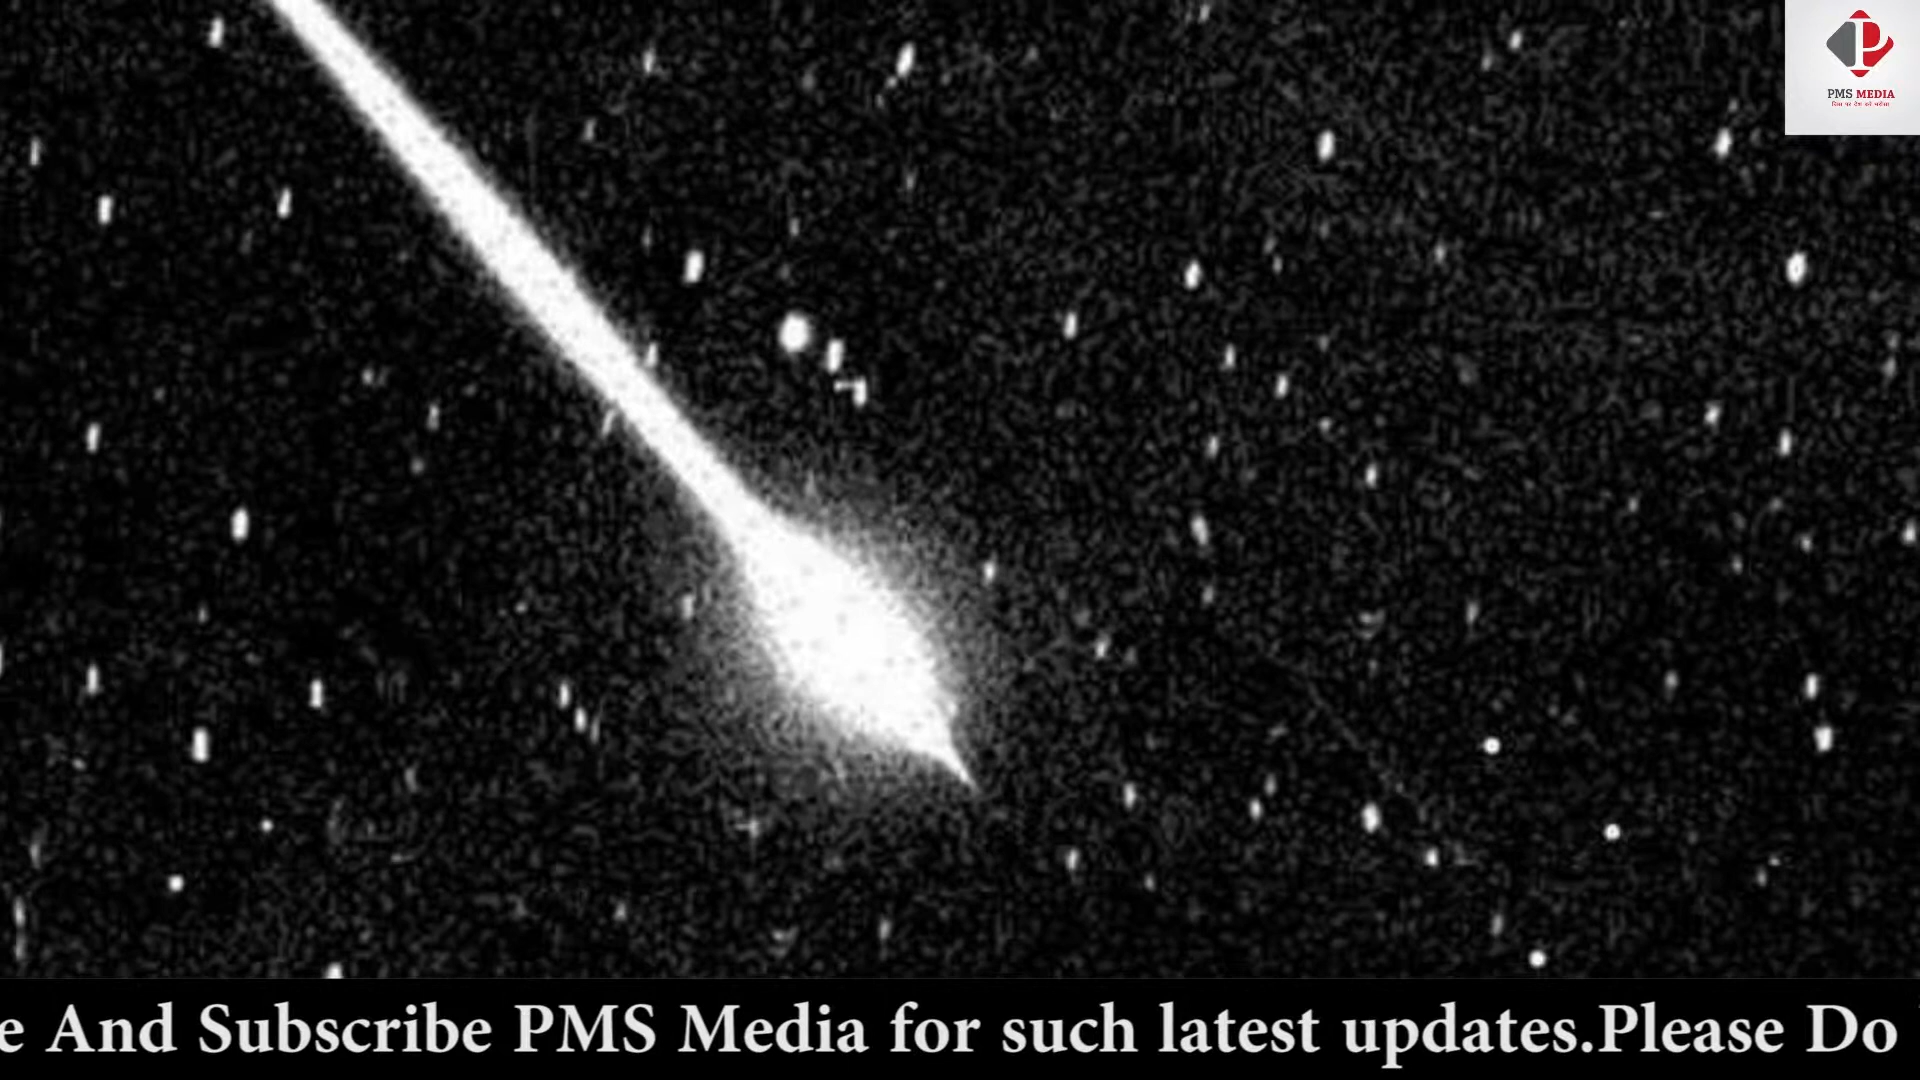 PMS MEDIA
e And Subscribe PMS Media for such latest updates.Please Do